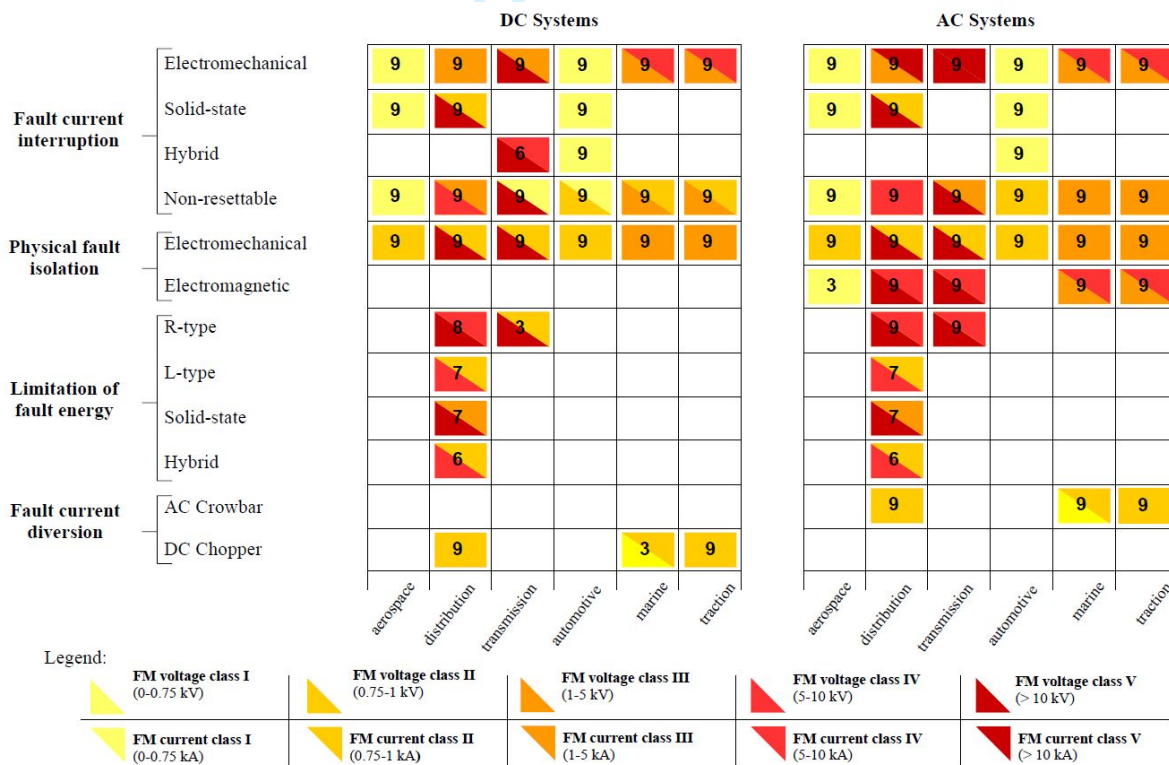 DC Systems AC Systems
Electromechanical 9 9 9 9 9 9 9 9 9 9 9 9
Solid-state 9 9 9 9 9 9
Fault current
interruption
Hybrid 6 9 9
Non-resettable 9 9 9 9 9 9 9 9 9 9 9 9
Physical fault
isolation
Electromechanical 9 9 9 9 9 9 9 9 9 9 9 9
Electromagnetic 3 9 9 9 9
R-type 8 3 9 9
Limitation of
fault energy
L-type 7 7
Solid-state 7 7
Hybrid 6 6
Fault current
diversion
AC Crowbar 9 9 9
DC Chopper 9 3 9
aerospace distribution transmission automotive marine traction aerospace distribution transmission automotive marine traction
Legend:
FM voltage class I FM voltage class II FM voltage class III FM voltage class IV FM voltage class V
(0-0.75 kV) (0.75-1 kV) (1-5 kV) (5-10 kV) (> 10 kV)
FM current class I FM current class II FM current class III FM current class IV FM current class V
(0-0.75 kA) (0.75-1 kA) (1-5 kA) (5-10 kA) (> 10 kA)